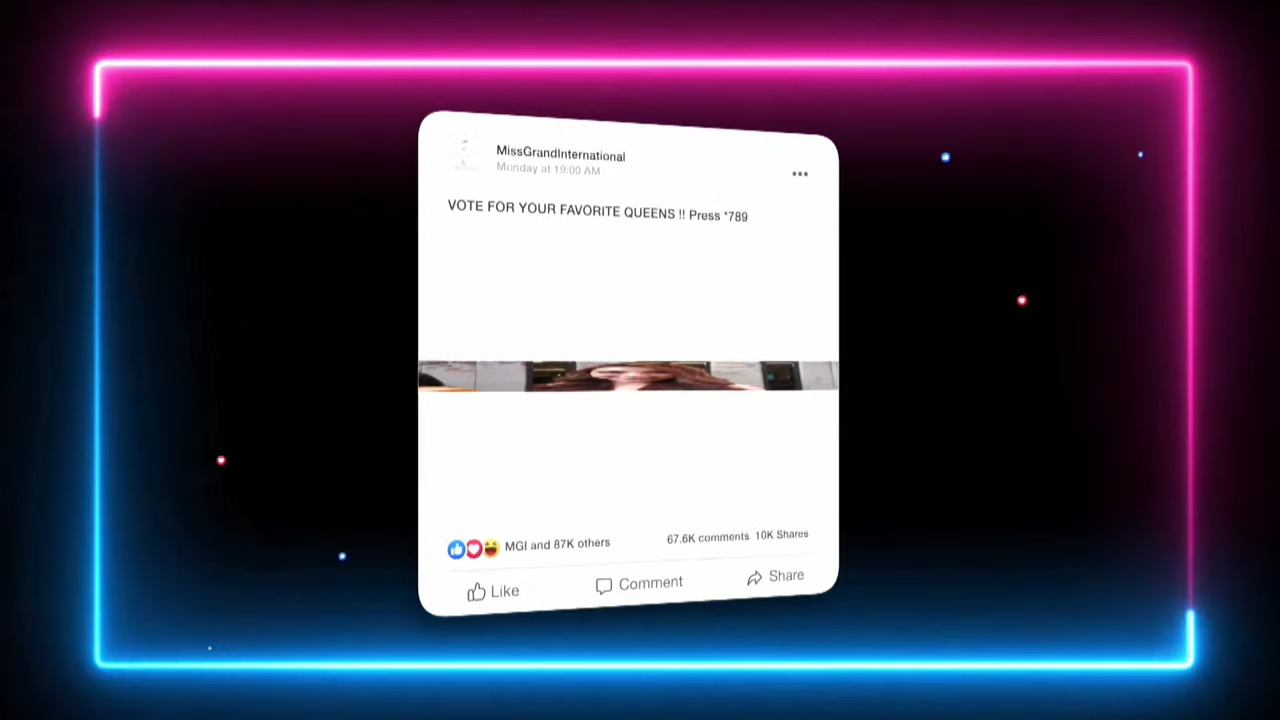 MissGrandInternational
Monday at 19:00 AM
VOTE FOR YOUR FAVORITE QUEENS !! Press *789
MGI and 87K others
67.6K comments 10K Shares
Like
Comment
Share